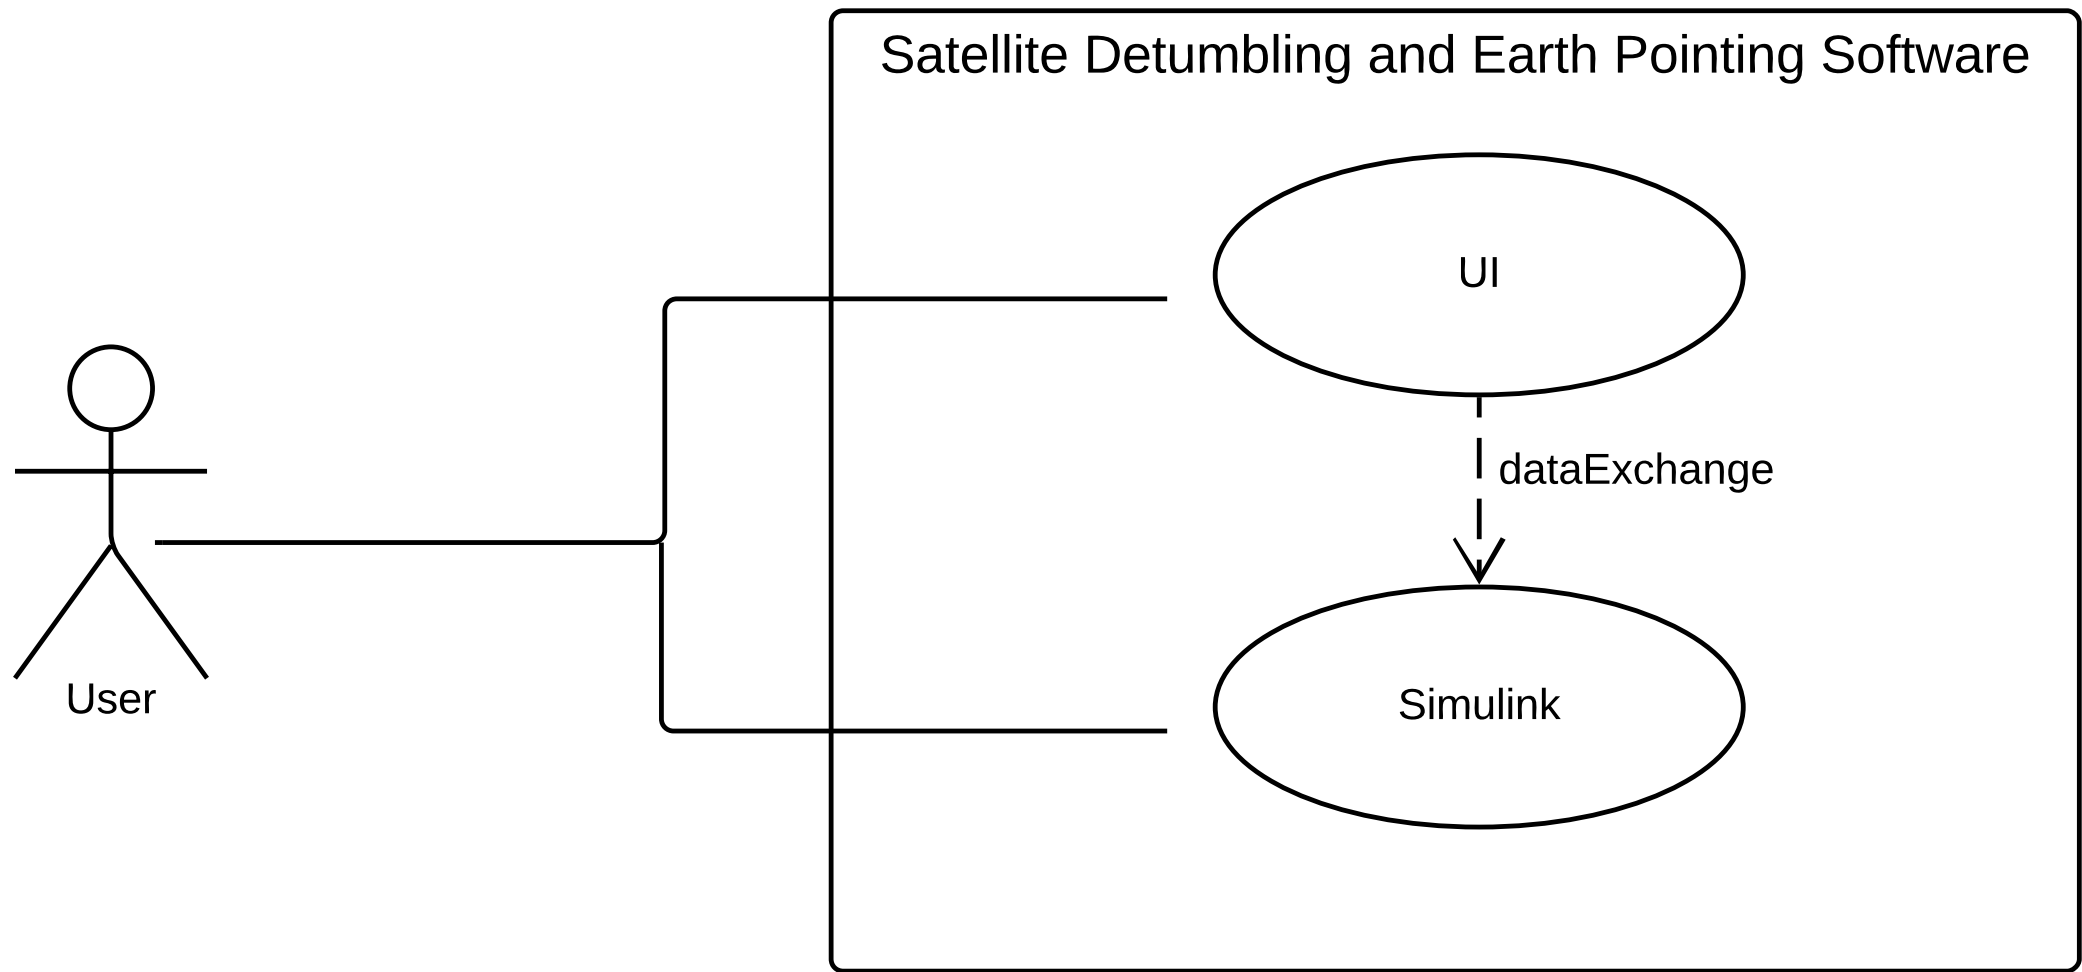 Satellite Detumbling and Earth Pointing Software
UI
dataExchange
User
Simulink